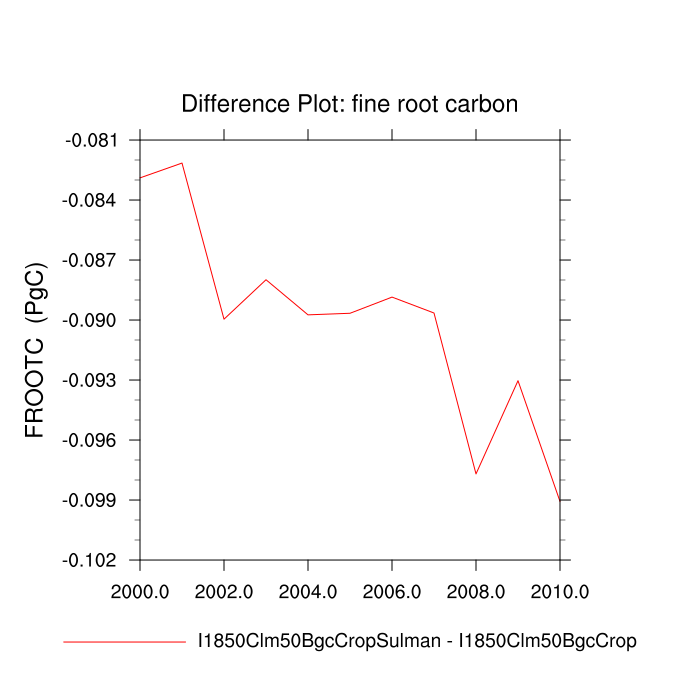 Difference Plot: fine root carbon
-0.081
-0.084
-0.087
-0.090
-0.093
-0.096
-0.099
-0.102
FROOTC (PgC)
2000.0 2002.0 2004.0 2006.0 2008.0 2010.0
I1850Clm50BgcCropSulman - I1850Clm50BgcCrop